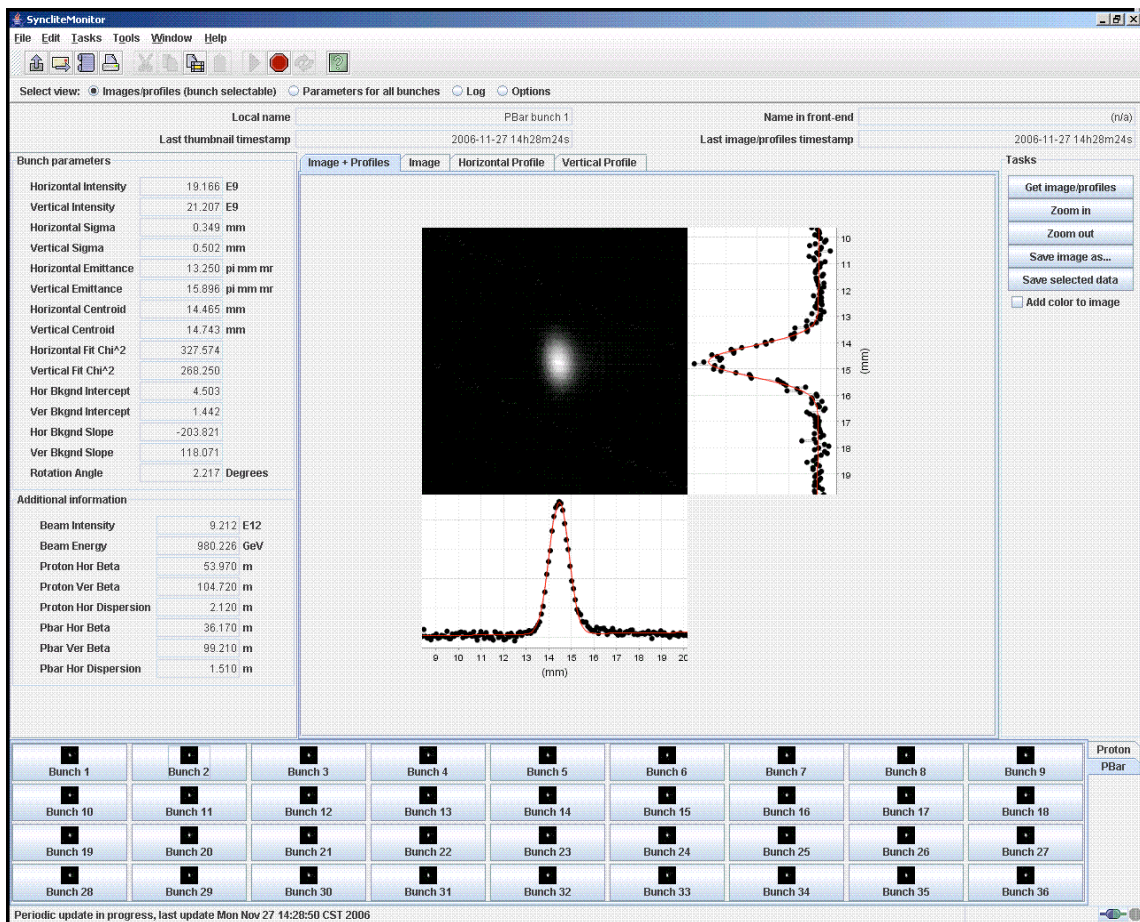 SyncliteMonitor
File Edit Tasks Tools Window Help
Select view: Images/profiles (bunch selectable) Parameters for all bunches Log Options
Local name PBar bunch 1 Name in front-end (n/a)
Last thumbnail timestamp 2006-11-27 14h28m24s Last image/profiles timestamp 2006-11-27 14h28m24s
Bunch parameters
Horizontal Intensity 19.166 E9
Vertical Intensity 21.207 E9
Horizontal Sigma 0.349 mm
Vertical Sigma 0.502 mm
Horizontal Emittance 13.250 pi mm mr
Vertical Emittance 15.896 pi mm mr
Horizontal Centroid 14.465 mm
Vertical Centroid 14.743 mm
Horizontal Fit Chi^2 327.574
Vertical Fit Chi^2 268.250
Hor Bkgnd Intercept 4.503
Ver Bkgnd Intercept 1.442
Hor Bkgnd Slope -203.821
Ver Bkgnd Slope 118.071
Rotation Angle 2.217 Degrees
Additional information
Beam Intensity 9.212 E12
Beam Energy 980.226 GeV
Proton Hor Beta 53.970 m
Proton Ver Beta 104.720 m
Proton Hor Dispersion 2.120 m
Pbar Hor Beta 36.170 m
Pbar Ver Beta 99.210 m
Pbar Hor Dispersion 1.510 m
Image + Profiles Image Horizontal Profile Vertical Profile
10
11
12
13
14
15
16
17
18
19
(mm)
9 10 11 12 13 14 15 16 17 18 19 20
(mm)
Tasks
Get image/profiles
Zoom in
Zoom out
Save image as...
Save selected data
Add color to image
Bunch 1 Bunch 2 Bunch 3 Bunch 4 Bunch 5 Bunch 6 Bunch 7 Bunch 8 Bunch 9
Bunch 10 Bunch 11 Bunch 12 Bunch 13 Bunch 14 Bunch 15 Bunch 16 Bunch 17 Bunch 18
Bunch 19 Bunch 20 Bunch 21 Bunch 22 Bunch 23 Bunch 24 Bunch 25 Bunch 26 Bunch 27
Bunch 28 Bunch 29 Bunch 30 Bunch 31 Bunch 32 Bunch 33 Bunch 34 Bunch 35 Bunch 36
Proton
PBar
Periodic update in progress, last update Mon Nov 27 14:28:50 CST 2006